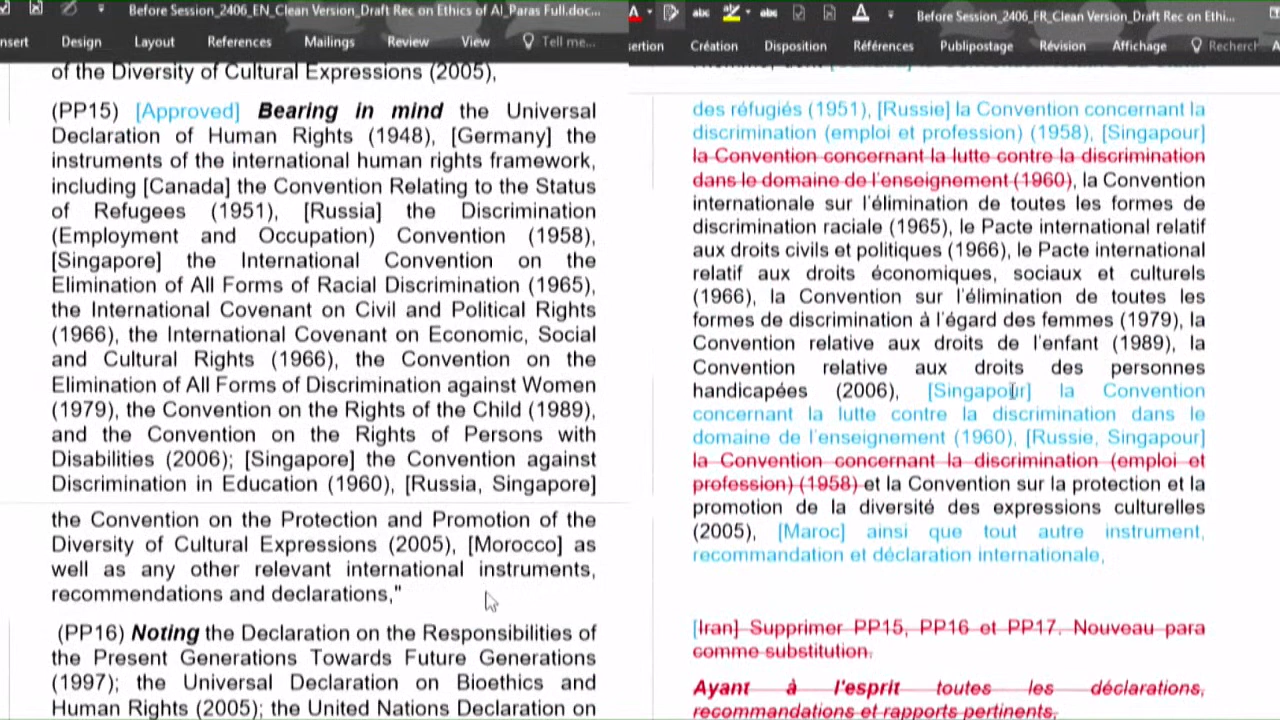 Before Session_2406_EN_Clean Version_Draft Rec on Ethics of AI_Paras Full.doc...
nsert Design Layout References Mailings Review View Tell me...
of the Diversity of Cultural Expressions (2005),
(PP15) [Approved] Bearing in mind the Universal
Declaration of Human Rights (1948), [Germany] the
instruments of the international human rights framework,
including [Canada] the Convention Relating to the Status
of Refugees (1951), [Russia] the Discrimination
(Employment and Occupation) Convention (1958),
[Singapore] the International Convention on the
Elimination of All Forms of Racial Discrimination (1965),
the International Covenant on Civil and Political Rights
(1966), the International Covenant on Economic, Social
and Cultural Rights (1966), the Convention on the
Elimination of All Forms of Discrimination against Women
(1979), the Convention on the Rights of the Child (1989),
and the Convention on the Rights of Persons with
Disabilities (2006); [Singapore] the Convention against
Discrimination in Education (1960), [Russia, Singapore]
the Convention on the Protection and Promotion of the
Diversity of Cultural Expressions (2005), [Morocco] as
well as any other relevant international instruments,
recommendations and declarations,"
(PP16) Noting the Declaration on the Responsibilities of
the Present Generations Towards Future Generations
(1997); the Universal Declaration on Bioethics and
Human Rights (2005); the United Nations Declaration on
A abc abc A
Before Session_2406_FR_Clean Version_Draft Rec on Ethi...
sertion Création Disposition Références Publipostage Révision Affichage Recherch
des réfugiés (1951), [Russie] la Convention concernant la
discrimination (emploi et profession) (1958), [Singapour]
la Convention concernant la lutte contre la discrimination
dans le domaine de l'enseignement (1960), la Convention
internationale sur l'élimination de toutes les formes de
discrimination raciale (1965), le Pacte international relatif
aux droits civils et politiques (1966), le Pacte international
relatif aux droits économiques, sociaux et culturels
(1966), la Convention sur l'élimination de toutes les
formes de discrimination à l'égard des femmes (1979), la
Convention relative aux droits de l'enfant (1989), la
Convention relative aux droits des personnes
handicapées (2006), [Singapour] la Convention
concernant la lutte contre la discrimination dans le
domaine de l'enseignement (1960), [Russie, Singapour]
la Convention concernant la discrimination (emploi et
profession) (1958) et la Convention sur la protection et la
promotion de la diversité des expressions culturelles
(2005), [Maroc] ainsi que tout autre instrument,
recommandation et déclaration internationale,
[Iran] Supprimer PP15, PP16 et PP17. Nouveau para
comme substitution.
Ayant à l'esprit toutes les déclarations,
recommandations et rapports pertinents,